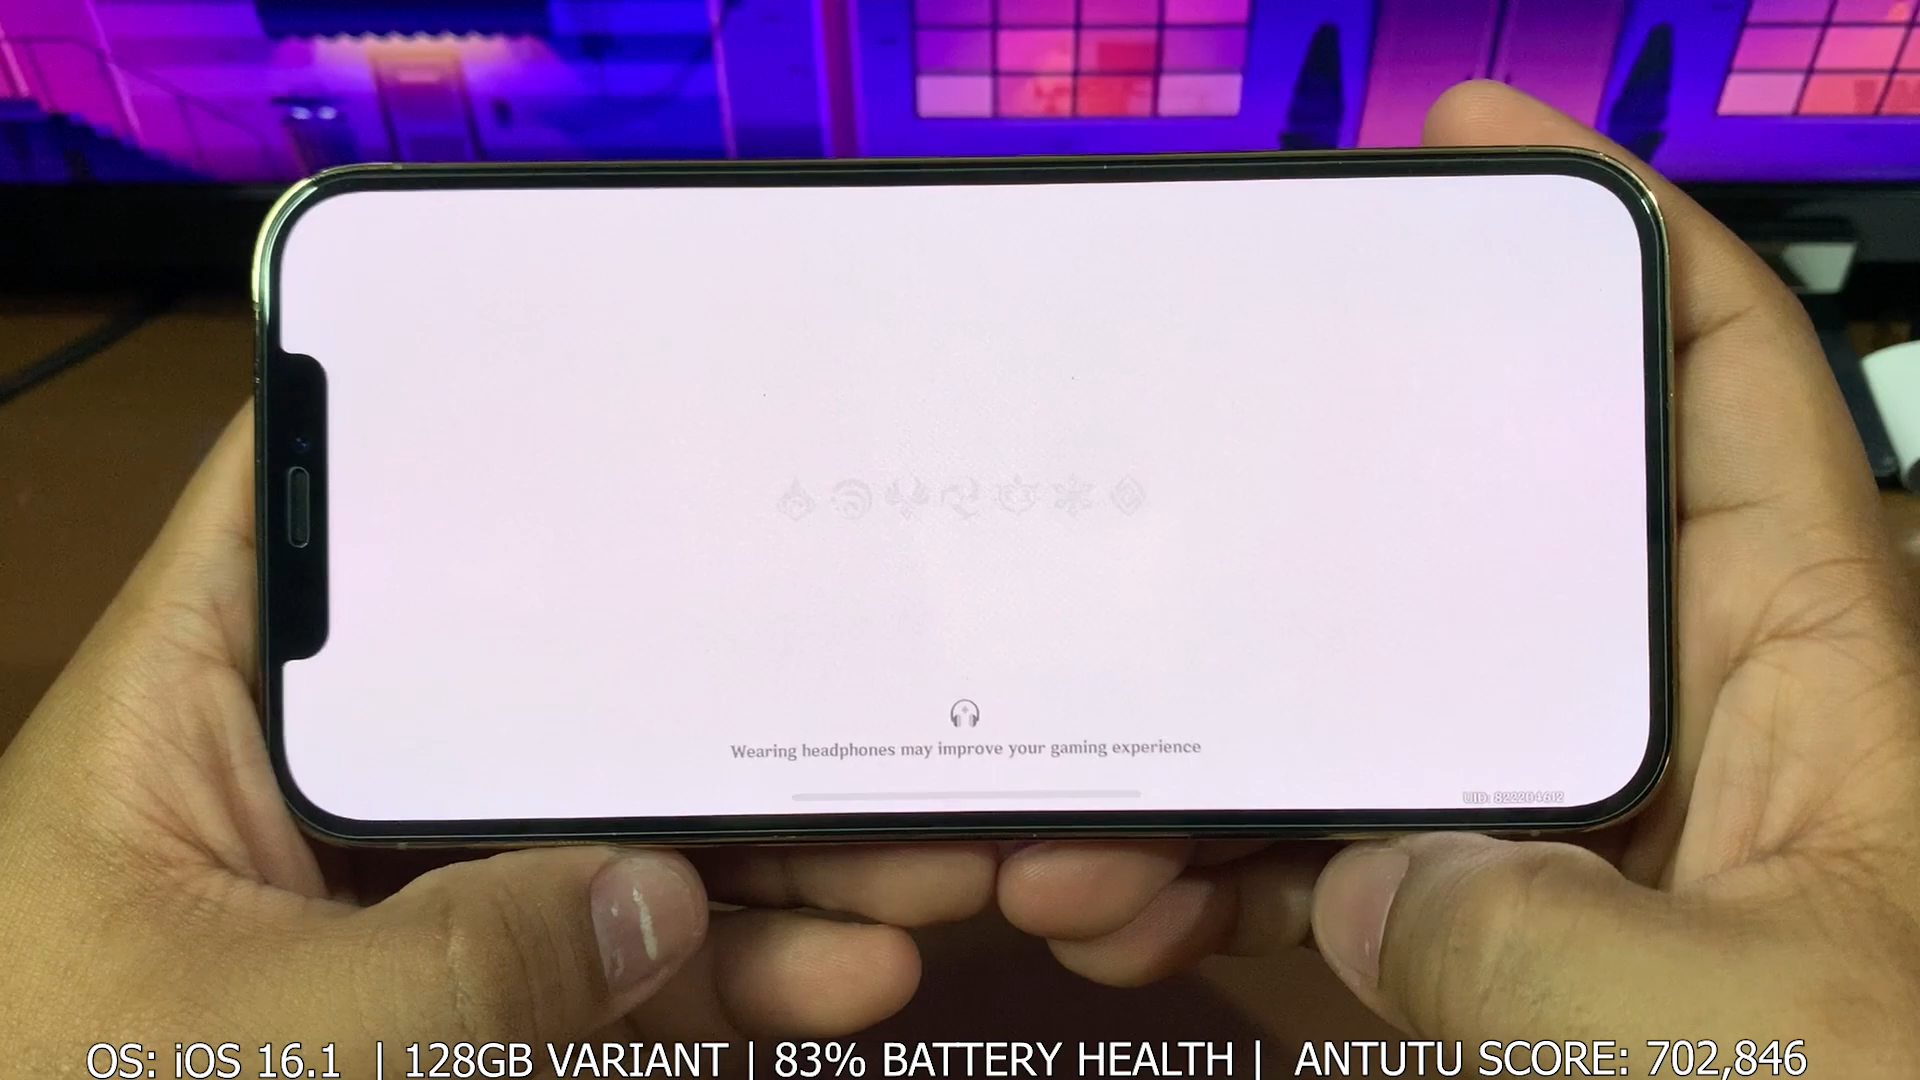 Wearing headphones may improve your gaming experience
OS: iOS 16.1 | 128GB VARIANT | 83% BATTERY HEALTH | ANTUTU SCORE: 702,846